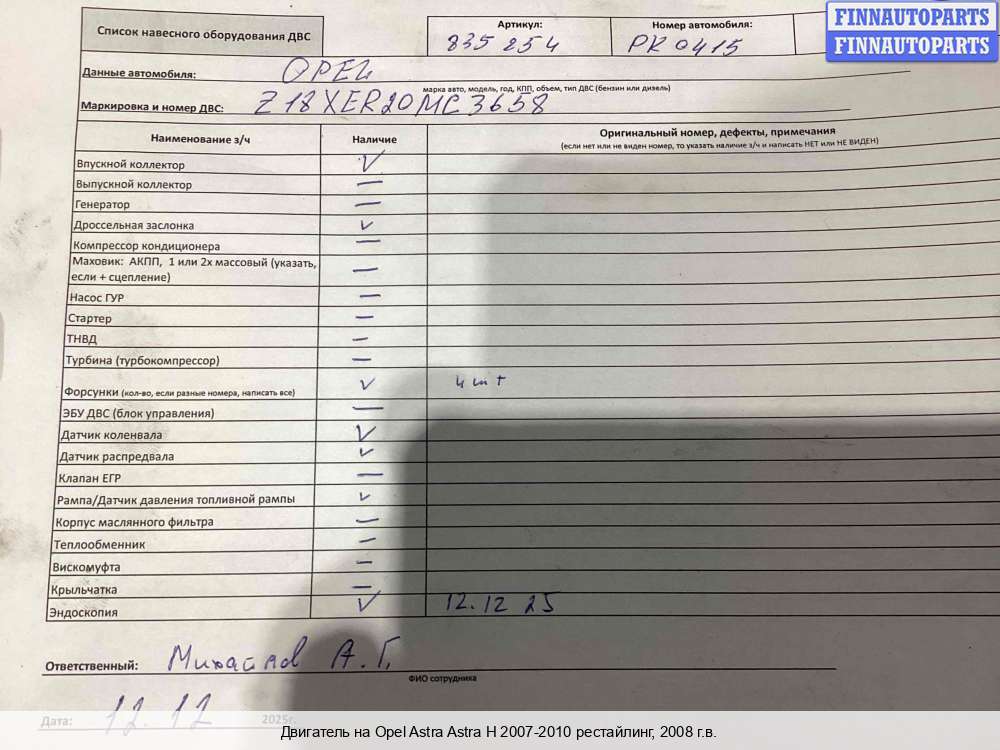 FINNAUTOPARTS
FINNAUTOPARTS
Список навесного оборудования ДВС
Артикул:
835 254
Номер автомобиля:
PK 0415
Данные автомобиля: OPEL
марка авто, модель, год, КПП, объем, тип ДВС (бензин или дизель)
Маркировка и номер ДВС: Z18XER20MC3658
Наименование з/ч Наличие Оригинальный номер, дефекты, примечания
(если нет или не виден номер, то указать наличие з/ч и написать НЕТ или НЕ ВИДЕН)
Впускной коллектор ✓
Выпускной коллектор —
Генератор —
Дроссельная заслонка ✓
Компрессор кондиционера —
Маховик: АКПП, 1 или 2х массовый (указать, —
если + сцепление)
Насос ГУР —
Стартер —
ТНВД —
Турбина (турбокомпрессор) —
Форсунки (кол-во, если разные номера, написать все) ✓ 4 шт
ЭБУ ДВС (блок управления) —
Датчик коленвала ✓
Датчик распредвала ✓
Клапан ЕГР —
Рампа/Датчик давления топливной рампы ✓
Корпус маслянного фильтра —
Теплообменник —
Вискомуфта —
Крыльчатка —
Эндоскопия ✓ 12.12 25
Ответственный: Михайлов А.Г.
ФИО сотрудника
Дата: 12.12 2025г.
Двигатель на Opel Astra Astra H 2007-2010 рестайлинг, 2008 г.в.